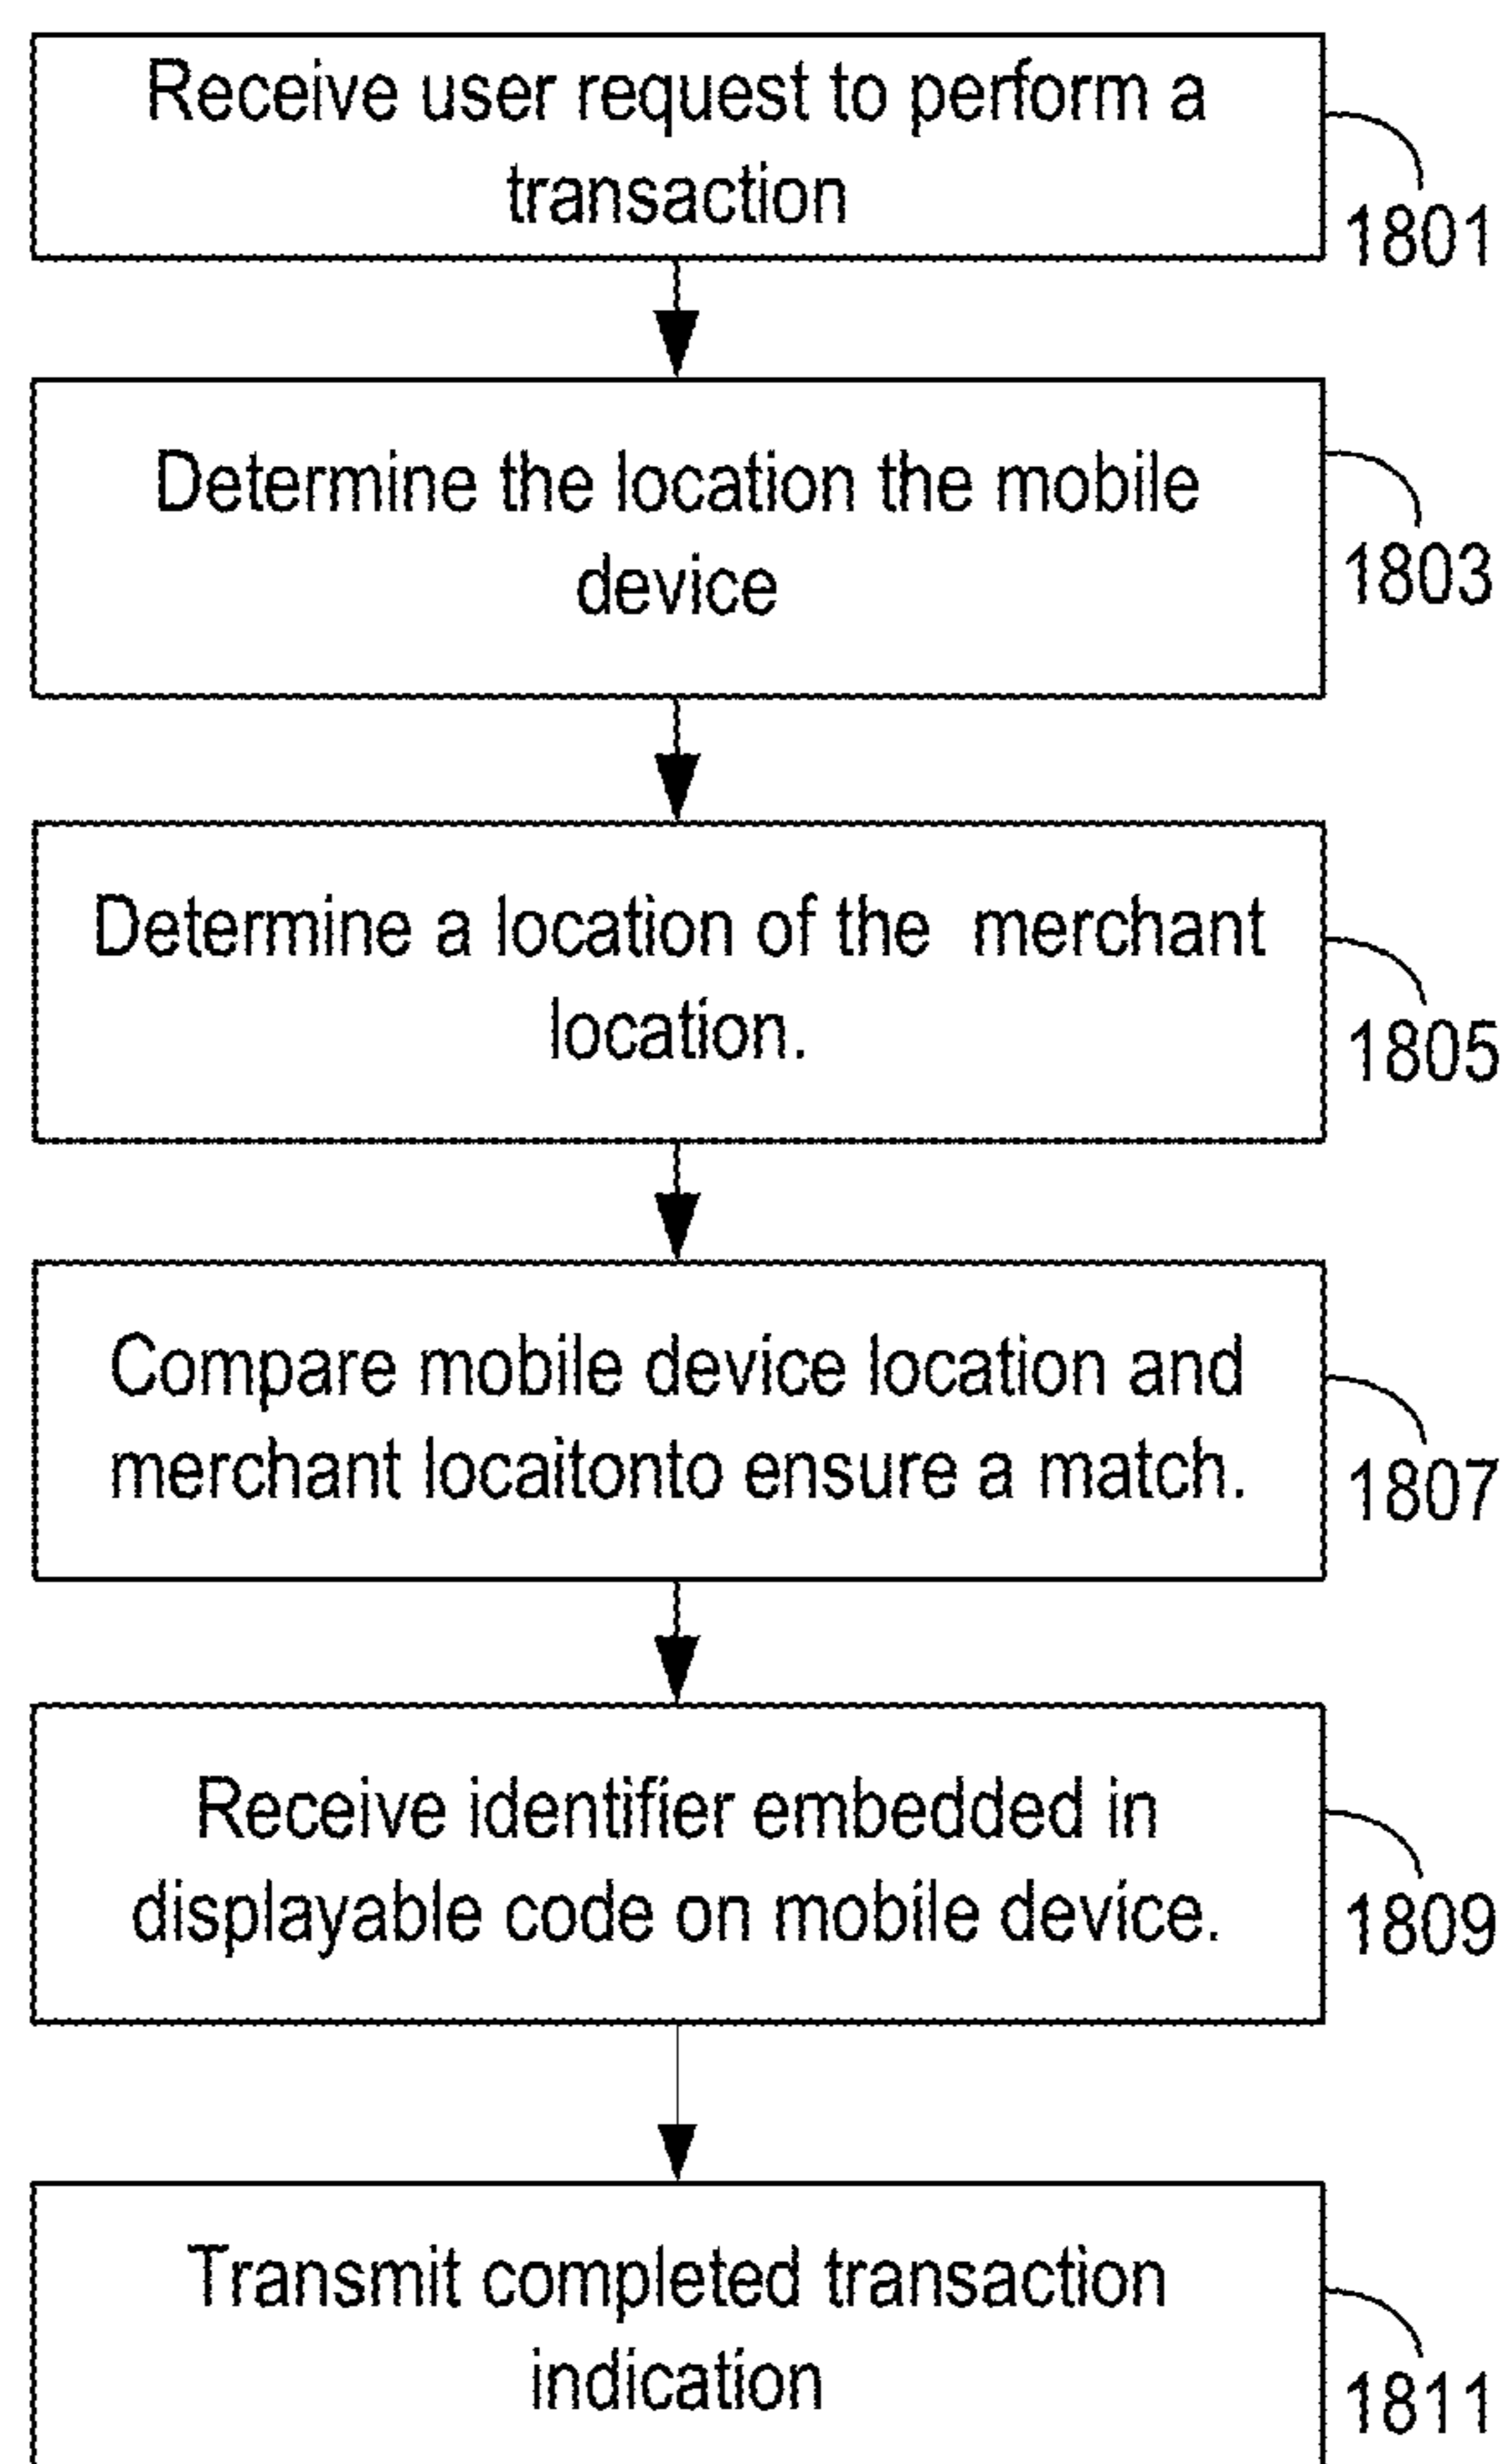 Receive user request to perform a
transaction
1801
Determine the location the mobile
device
1803
Determine a location of the  merchant
location.
1805
Compare mobile device location and
merchant locaitonto ensure a match.
1807
Receive identifier embedded in
displayable code on mobile device.
1809
Transmit completed transaction
indication
1811